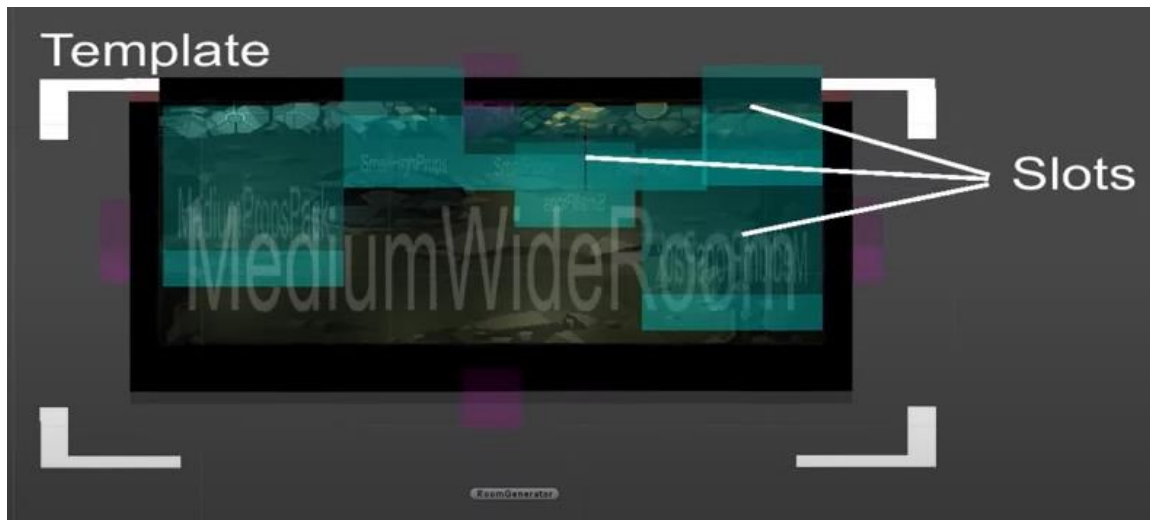 Template
SmallHighProps
Slots
MediumPropsPack
MediumWideRoom
RoomGenerator